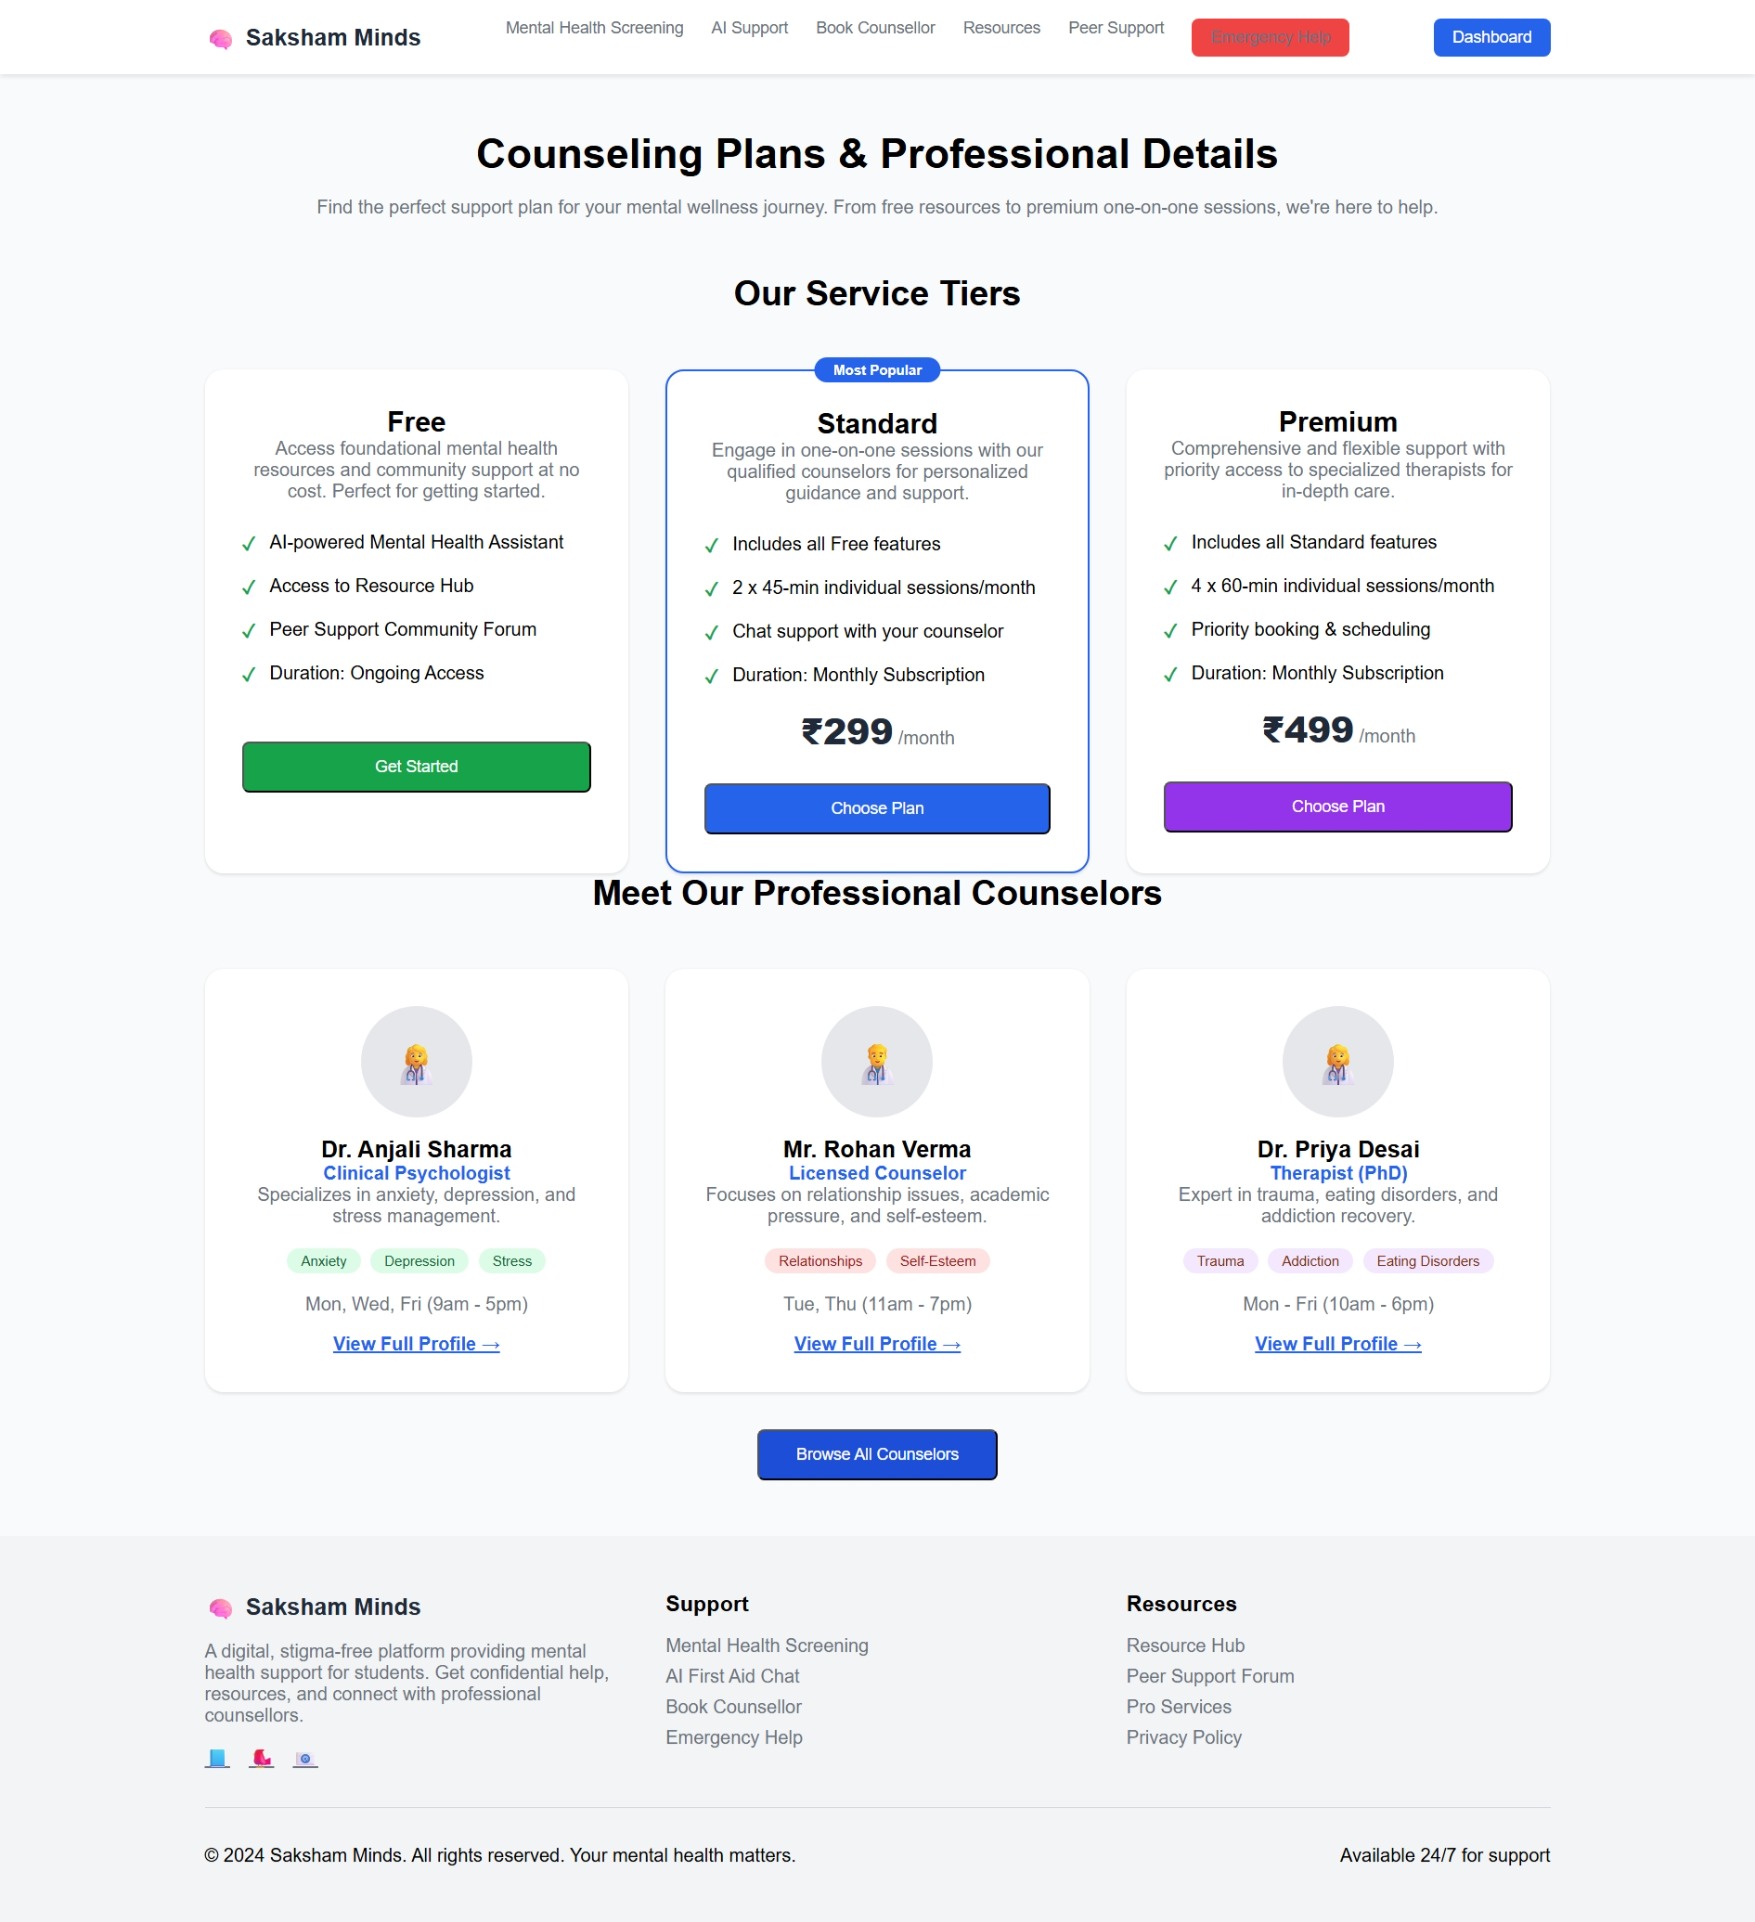 Saksham Minds
Mental Health Screening
AI Support
Book Counsellor
Resources
Peer Support
Emergency Help
Dashboard
Counseling Plans & Professional Details
Find the perfect support plan for your mental wellness journey. From free resources to premium one-on-one sessions, we're here to help.
Our Service Tiers
Free
Access foundational mental health
resources and community support at no
cost. Perfect for getting started.
✓ AI-powered Mental Health Assistant
✓ Access to Resource Hub
✓ Peer Support Community Forum
✓ Duration: Ongoing Access
Get Started
Most Popular
Standard
Engage in one-on-one sessions with our
qualified counselors for personalized
guidance and support.
✓ Includes all Free features
✓ 2 x 45-min individual sessions/month
✓ Chat support with your counselor
✓ Duration: Monthly Subscription
₹299 /month
Choose Plan
Premium
Comprehensive and flexible support with
priority access to specialized therapists for
in-depth care.
✓ Includes all Standard features
✓ 4 x 60-min individual sessions/month
✓ Priority booking & scheduling
✓ Duration: Monthly Subscription
₹499 /month
Choose Plan
Meet Our Professional Counselors
Dr. Anjali Sharma
Clinical Psychologist
Specializes in anxiety, depression, and
stress management.
Anxiety
Depression
Stress
Mon, Wed, Fri (9am - 5pm)
View Full Profile →
Mr. Rohan Verma
Licensed Counselor
Focuses on relationship issues, academic
pressure, and self-esteem.
Relationships
Self-Esteem
Tue, Thu (11am - 7pm)
View Full Profile →
Dr. Priya Desai
Therapist (PhD)
Expert in trauma, eating disorders, and
addiction recovery.
Trauma
Addiction
Eating Disorders
Mon - Fri (10am - 6pm)
View Full Profile →
Browse All Counselors
Saksham Minds
A digital, stigma-free platform providing mental
health support for students. Get confidential help,
resources, and connect with professional
counsellors.
Support
Mental Health Screening
AI First Aid Chat
Book Counsellor
Emergency Help
Resources
Resource Hub
Peer Support Forum
Pro Services
Privacy Policy
© 2024 Saksham Minds. All rights reserved. Your mental health matters.
Available 24/7 for support